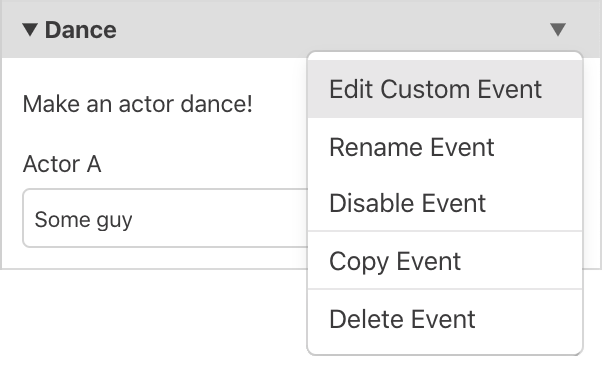 Dance
Make an actor dance!
Actor A
Some guy
Edit Custom Event
Rename Event
Disable Event
Copy Event
Delete Event